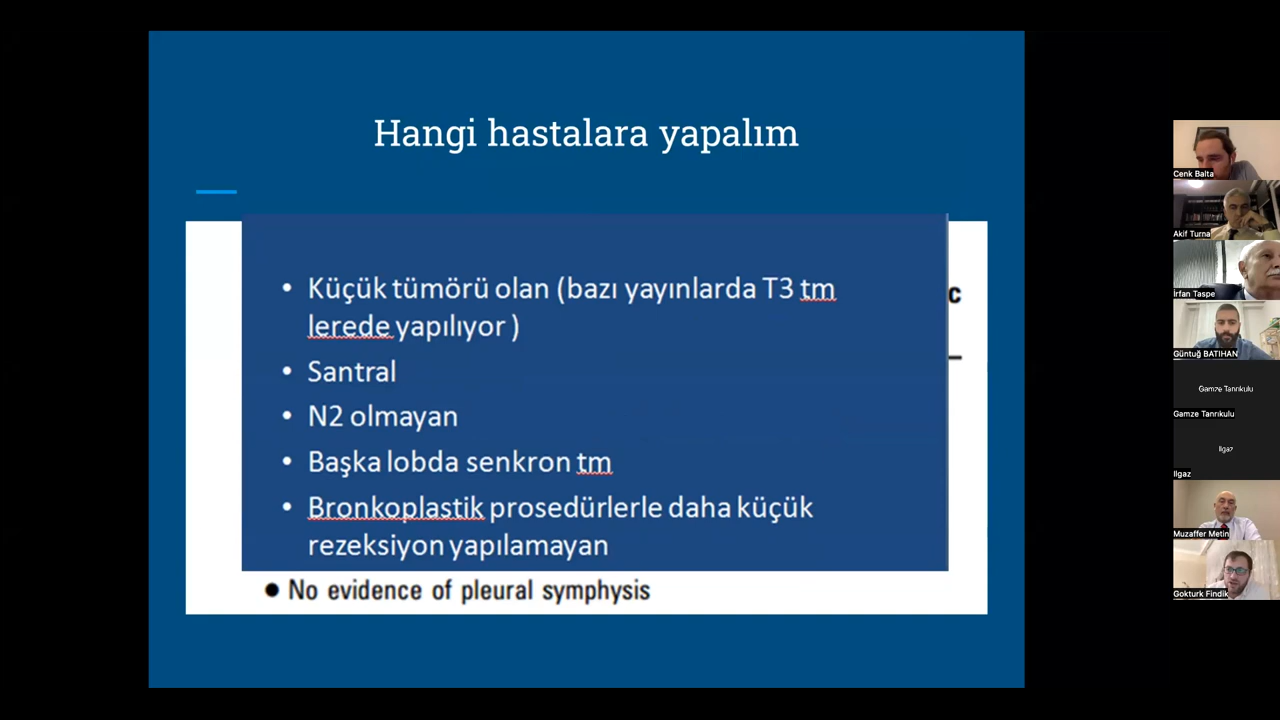 Hangi hastalara yapalım
• Küçük tümörü olan (bazı yayınlarda T3 tm
lerede yapılıyor )
• Santral
• N2 olmayan
• Başka lobda senkron tm
• Bronkoplastik prosedürlerle daha küçük
rezeksiyon yapılamayan
c
● No evidence of pleural symphysis
Cenk Balta
Akif Turna
İrfan Taspe
Güntuğ BATIHAN
Gamze Tanrıkulu
Gamze Tanrıkulu
Ilgaz
Ilgaz
Muzaffer Metin
Gokturk Findik